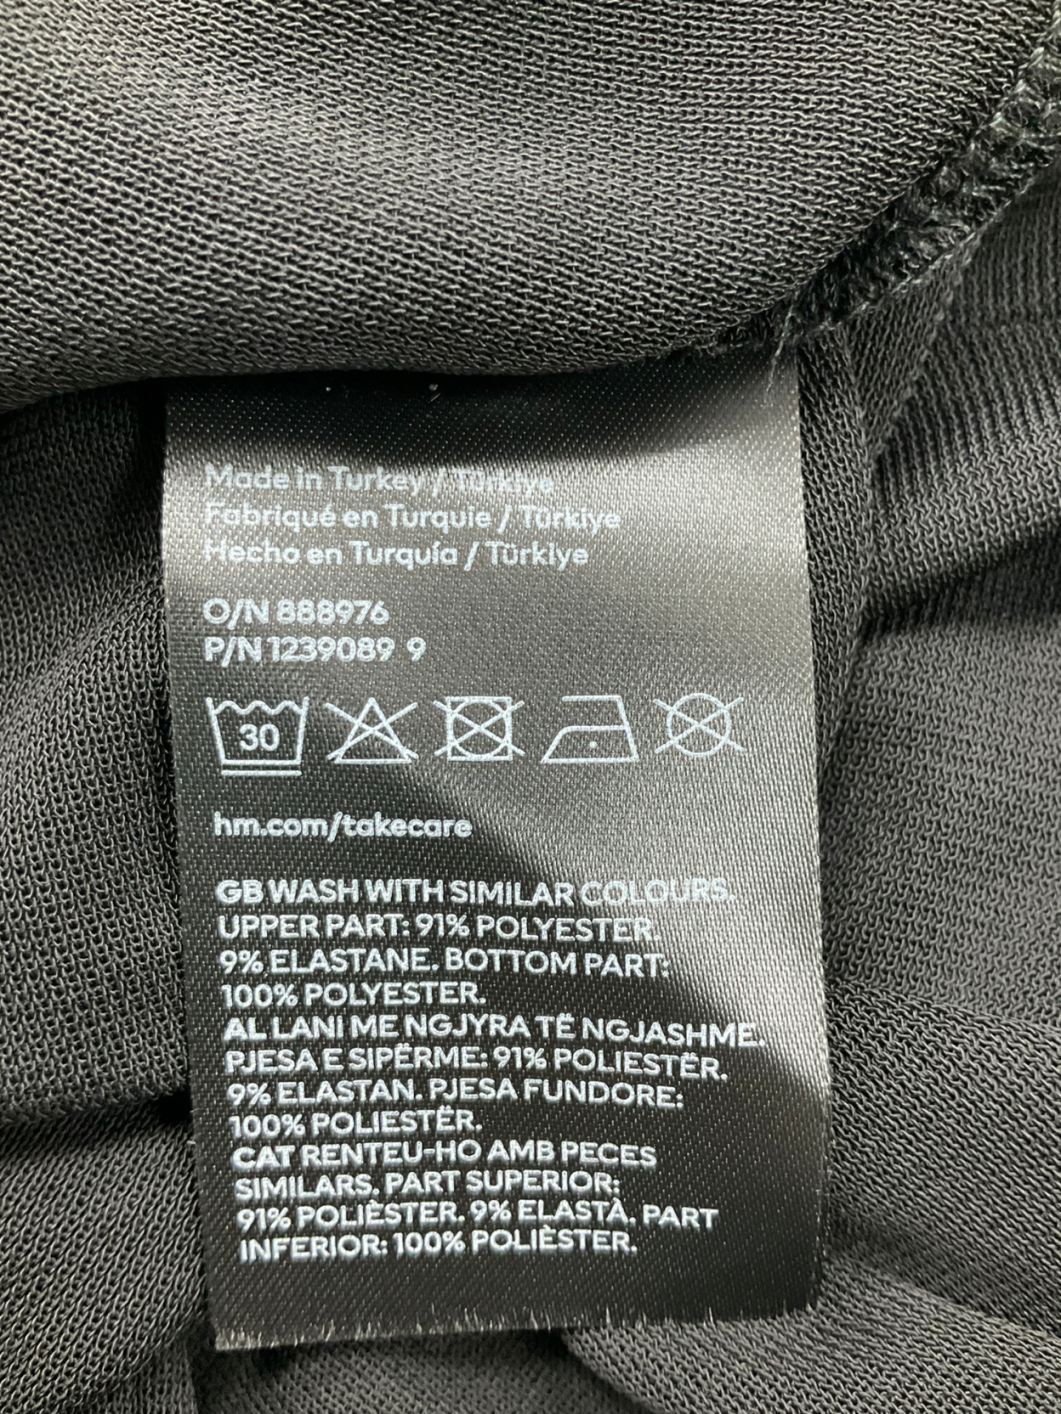 Made in Turkey / Türkiye
Fabriqué en Turquie / Türkiye
Hecho en Turquía / Türkiye
O/N 888976
P/N 1239089 9
30
hm.com/takecare
GB WASH WITH SIMILAR COLOURS.
UPPER PART: 91% POLYESTER.
9% ELASTANE. BOTTOM PART:
100% POLYESTER.
AL LANI ME NGJYRA TË NGJASHME.
PJESA E SIPËRME: 91% POLIESTËR.
9% ELASTAN. PJESA FUNDORE:
100% POLIESTËR.
CAT RENTEU-HO AMB PECES
SIMILARS. PART SUPERIOR:
91% POLIÈSTER. 9% ELASTÀ. PART
INFERIOR: 100% POLIÈSTER.